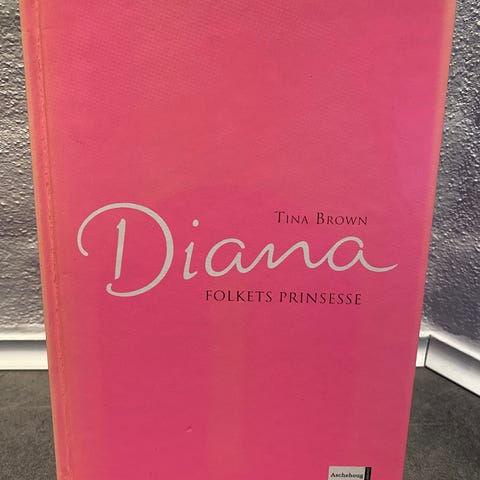 TINA BROWN
Diana
FOLKETS PRINSESSE
Aschehoug